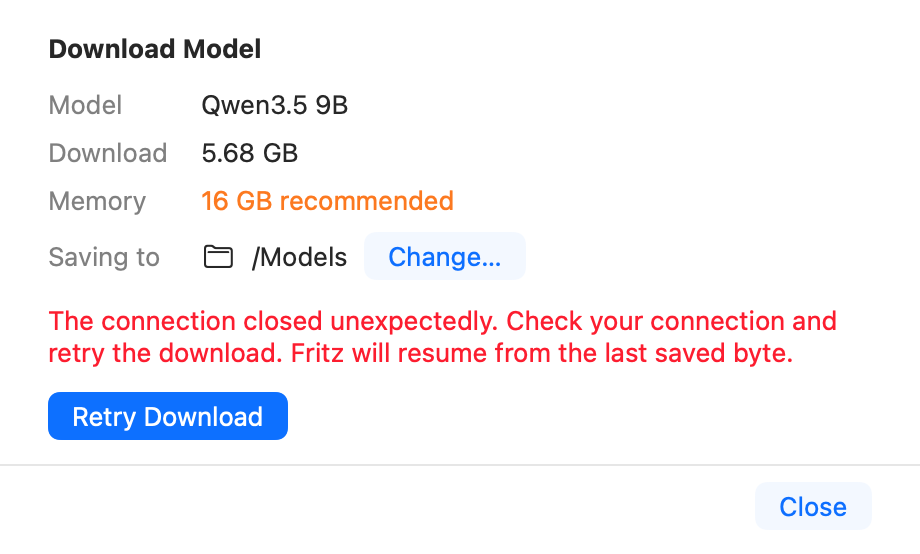 Download Model
Model Qwen3.5 9B
Download 5.68 GB
Memory 16 GB recommended
Saving to /Models Change...
The connection closed unexpectedly. Check your connection and
retry the download. Fritz will resume from the last saved byte.
Retry Download
Close